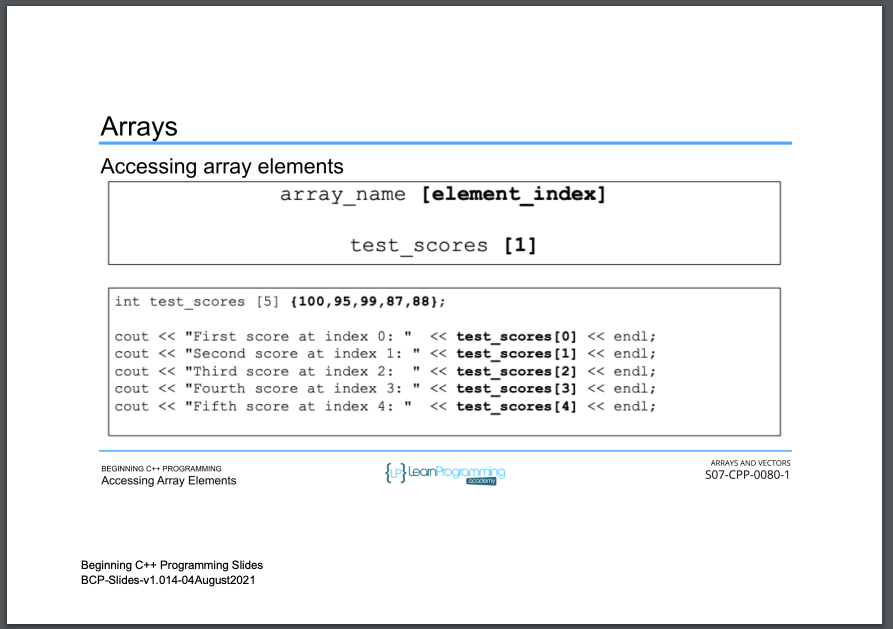 Arrays
Accessing array elements
array_name [element_index]
test_scores [1]
int test_scores [5] {100,95,99,87,88};
cout << "First score at index 0: "  << test_scores[0] << endl;
cout << "Second score at index 1: " << test_scores[1] << endl;
cout << "Third score at index 2:  " << test_scores[2] << endl;
cout << "Fourth score at index 3: " << test_scores[3] << endl;
cout << "Fifth score at index 4: "  << test_scores[4] << endl;
BEGINNING C++ PROGRAMMING
Accessing Array Elements
{LP} LearnProgramming
academy
ARRAYS AND VECTORS
S07-CPP-0080-1
Beginning C++ Programming Slides
BCP-Slides-v1.014-04August2021